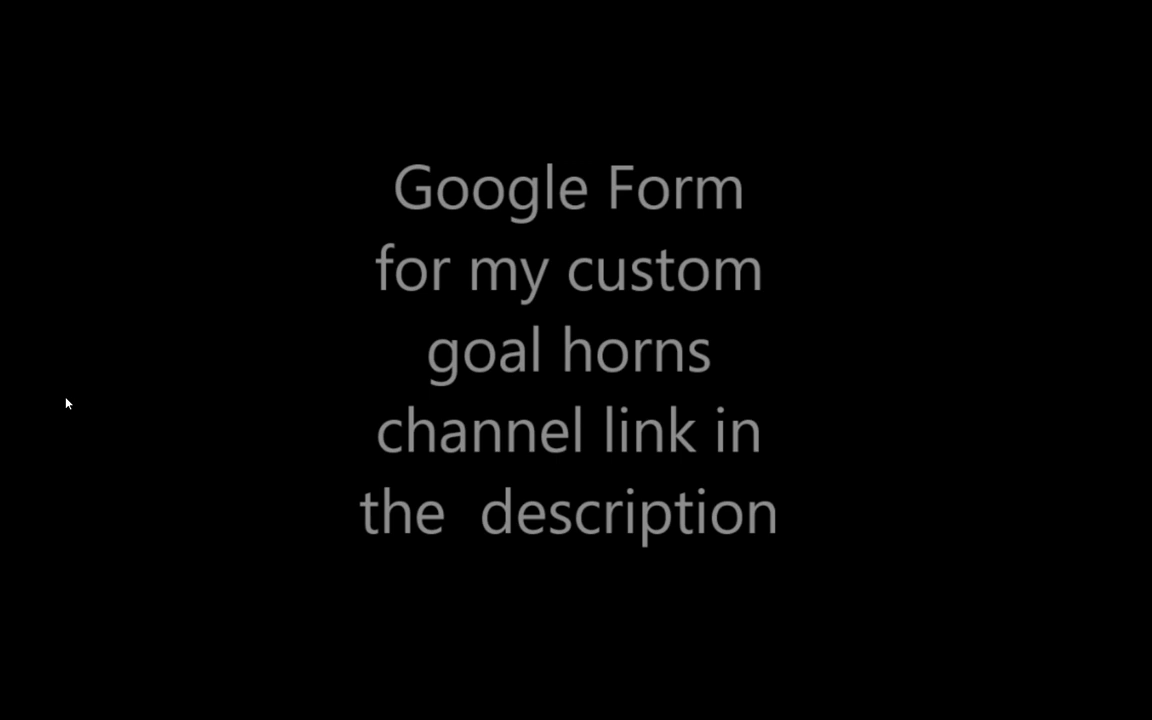 Google Form
for my custom
goal horns
channel link in
the  description